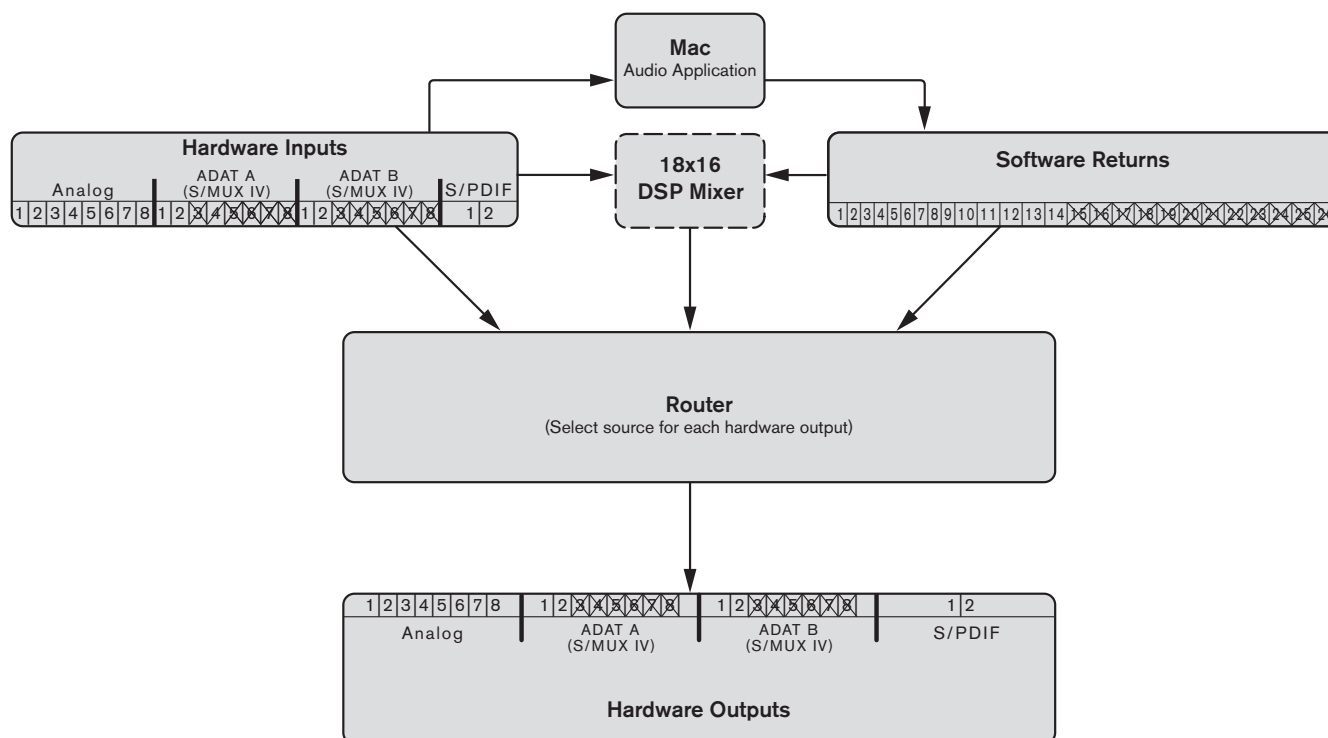 Mac
Audio Application
Hardware Inputs
Analog
ADAT A
(S/MUX IV)
ADAT B
(S/MUX IV)
S/PDIF
1 2 3 4 5 6 7 8 1 2 3 4 5 6 7 8 1 2 3 4 5 6 7 8 1 2
18x16
DSP Mixer
Software Returns
1 2 3 4 5 6 7 8 9 10 11 12 13 14 15 16 17 18 19 20 21 22 23 24 25
Router
(Select source for each hardware output)
1 2 3 4 5 6 7 8 1 2 3 4 5 6 7 8 1 2 3 4 5 6 7 8 1 2
Analog
ADAT A
(S/MUX IV)
ADAT B
(S/MUX IV)
S/PDIF
Hardware Outputs